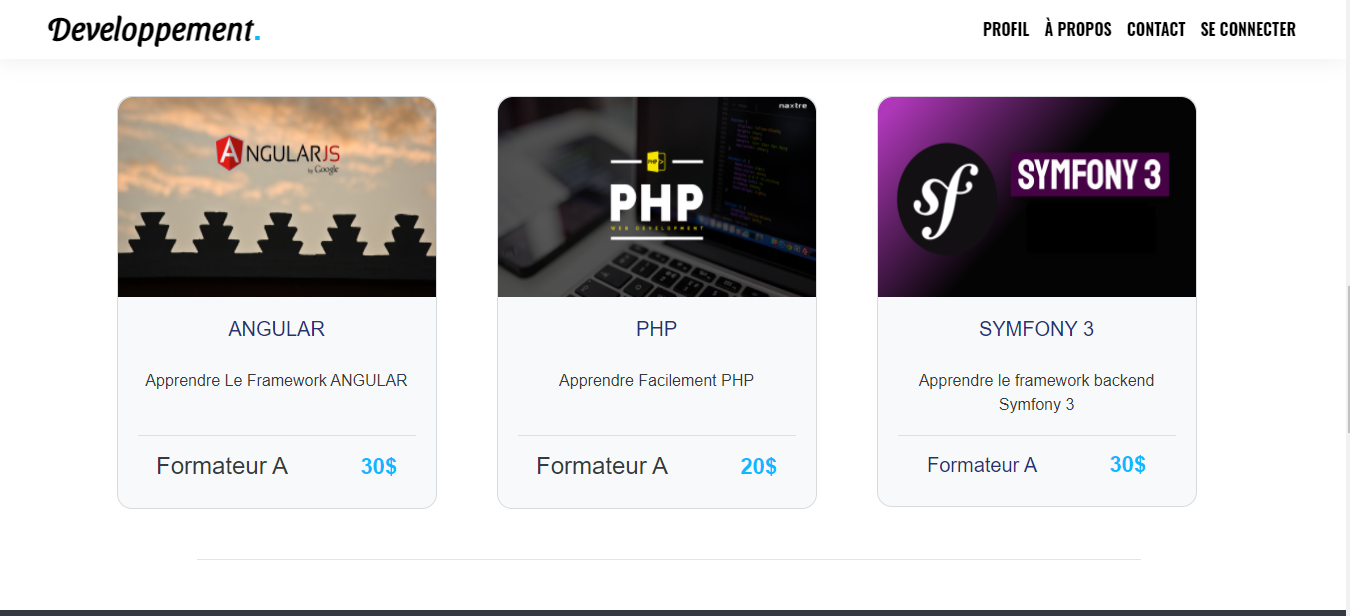 Developpement.
PROFIL À PROPOS CONTACT SE CONNECTER
ANGULARJS
by Google
naxtre
PHP
PHP
WEB DEVELOPMENT
sf
SYMFONY 3
ANGULAR
Apprendre Le Framework ANGULAR
Formateur A 30$
PHP
Apprendre Facilement PHP
Formateur A 20$
SYMFONY 3
Apprendre le framework backend
Symfony 3
Formateur A 30$